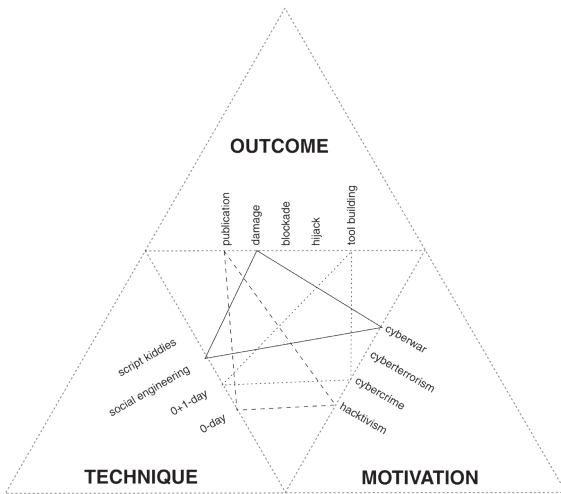 OUTCOME
publication
damage
blockade
hijack
tool building
script kiddies
social engineering
0+1-day
0-day
cyberwar
cyberterrorism
cybercrime
hacktivism
TECHNIQUE
MOTIVATION